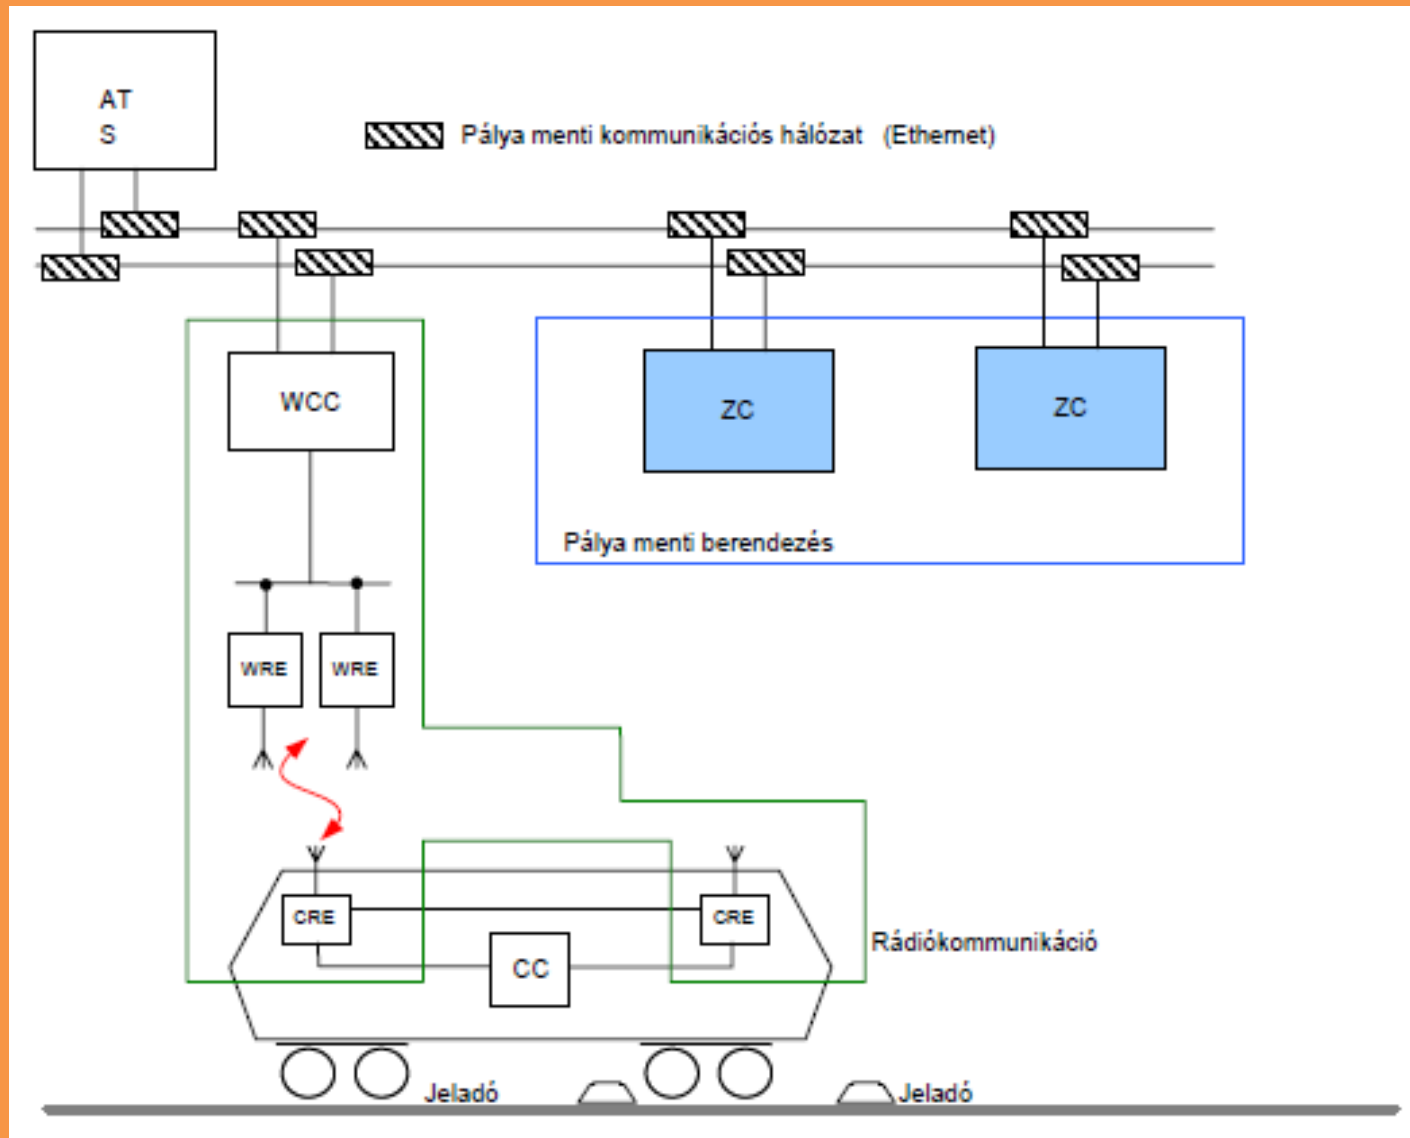 AT
S
Pálya menti kommunikációs hálózat (Ethernet)
WCC
ZC
ZC
Pálya menti berendezés
WRE
WRE
CRE
CRE
CC
Rádiókommunikáció
Jeladó
Jeladó